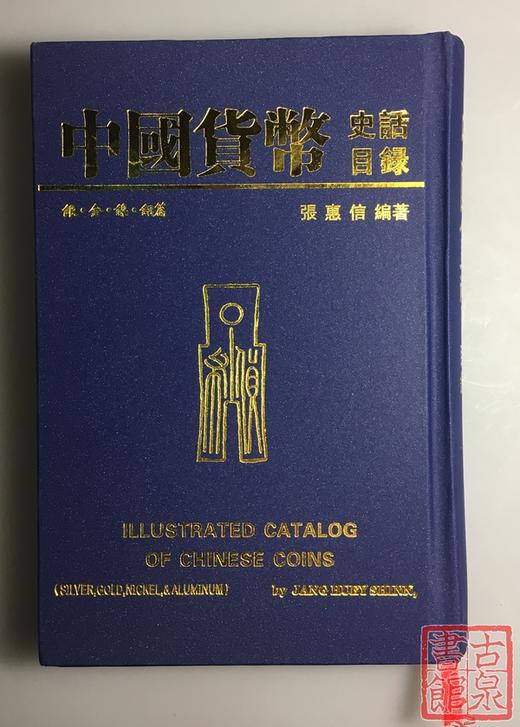 中國貨幣 史話
目錄
銀・金・鎳・鋁篇
張惠信 編著
ILLUSTRATED CATALOG
OF CHINESE COINS
(SILVER,GOLD,NICKEL,&ALUMINUM)
by JANG HUEY SHINN,
古泉
書館